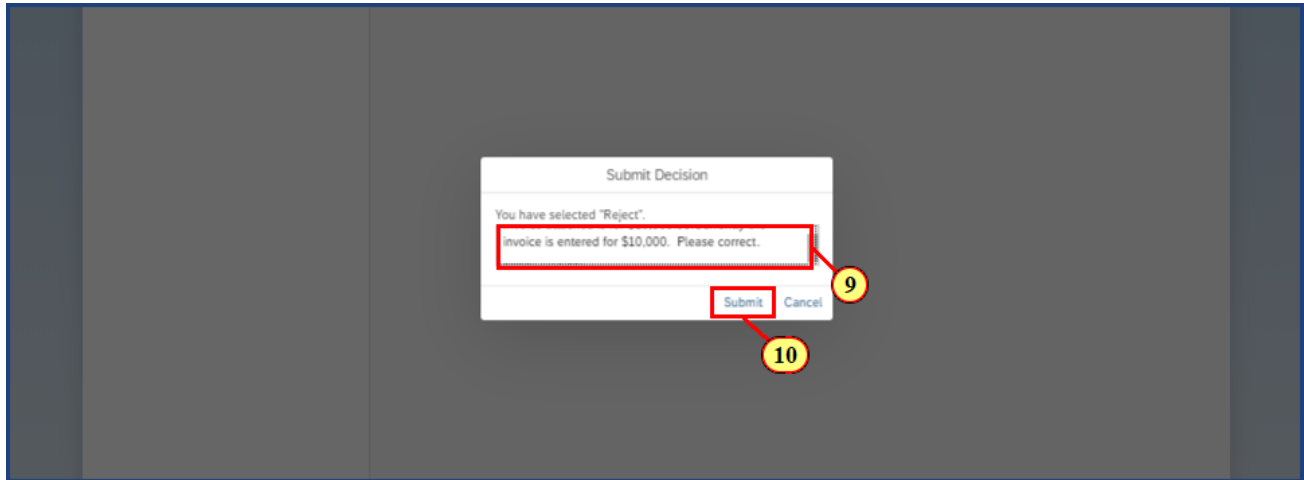 Submit Decision
You have selected "Reject".
invoice is entered for $10,000. Please correct.
9
Submit Cancel
10